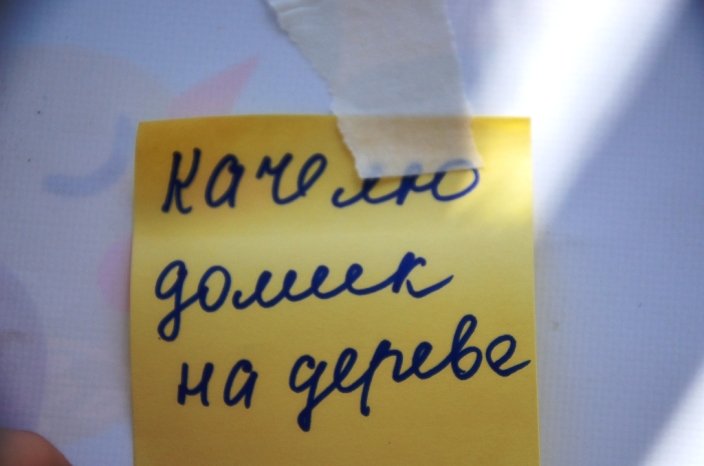 качелю
домик
на дереве